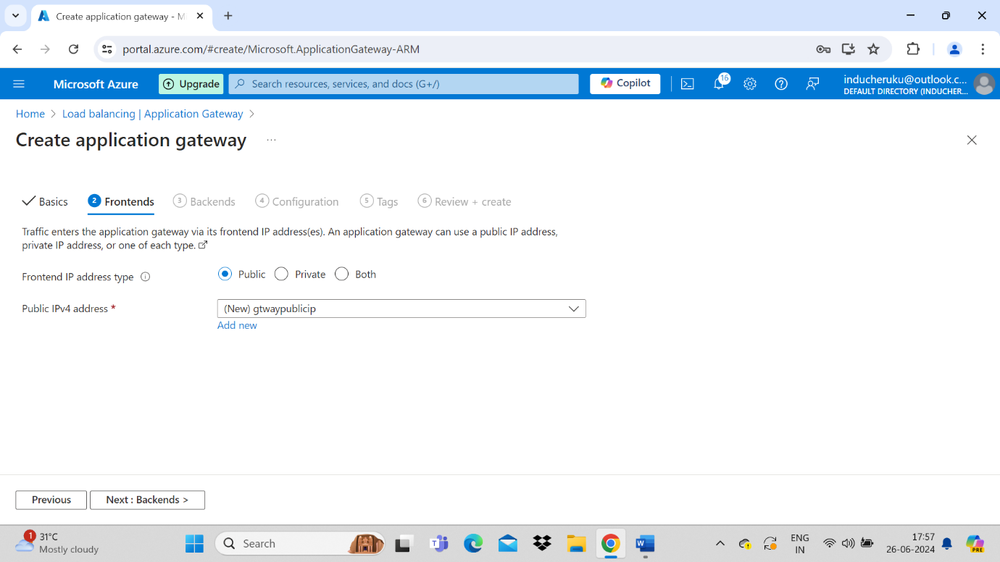 Create application gateway - M
portal.azure.com/#create/Microsoft.ApplicationGateway-ARM
Microsoft Azure
Upgrade
Search resources, services, and docs (G+/)
Copilot
16
inducheruku@outlook.c...
DEFAULT DIRECTORY (INDUCHER...
Home > Load balancing | Application Gateway >
Create application gateway ...
Basics 2 Frontends 3 Backends 4 Configuration 5 Tags 6 Review + create
Traffic enters the application gateway via its frontend IP address(es). An application gateway can use a public IP address,
private IP address, or one of each type.
Frontend IP address type Public Private Both
Public IPv4 address * (New) gtwaypublicip
Add new
Previous Next : Backends >
1 31°C
Mostly cloudy
Search
ENG
IN
17:57
26-06-2024
PRE